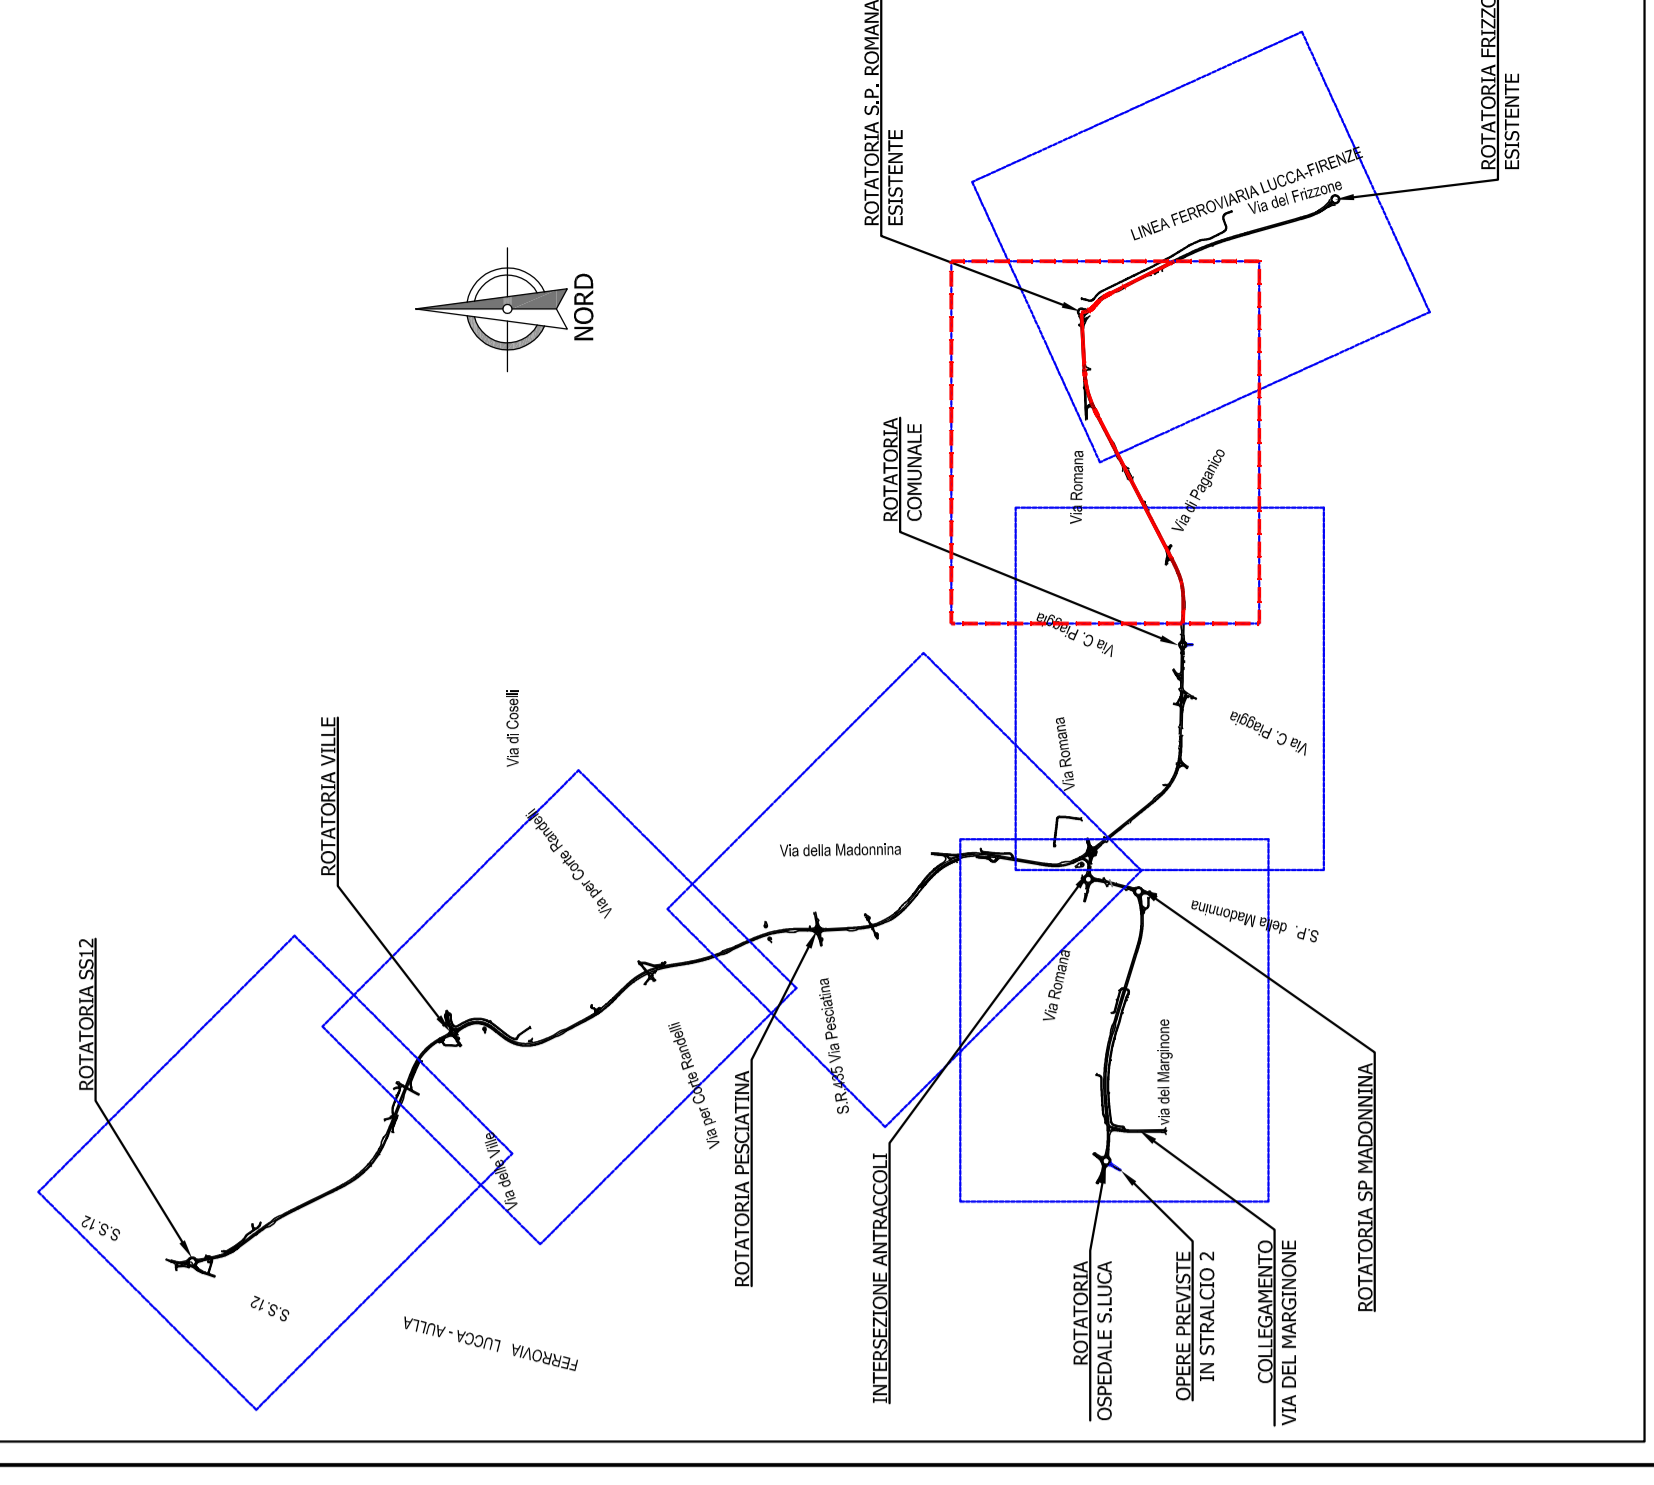 ROTATORIA S.P. ROMANA
ESISTENTE
ROTATORIA
ESISTENTE
LINEA FERROVIARIA LUCCA-FIRENZE
Via del Frizzone
NORD
ROTATORIA
COMUNALE
Via Romana
Via di Paganico
Via C. Piaggia
Via C. Piaggia
Via Romana
ROTATORIA VILLE
Via di Coselli
Via per Corte Randelli
Via della Madonnina
S.P. della Madonnina
ROTATORIA SS12
Via Romana
S.R.435 Via Pesciatina
Via per Corte Randelli
Via delle Ville
via del Marginone
S.S.12
S.S.12
FERROVIA LUCCA - AULLA
ROTATORIA PESCIATINA
INTERSEZIONE ANTRACCOLI
ROTATORIA
OSPEDALE S.LUCA
OPERE PREVISTE
IN STRALCIO 2
COLLEGAMENTO
VIA DEL MARGINONE
ROTATORIA SP MADONNINA